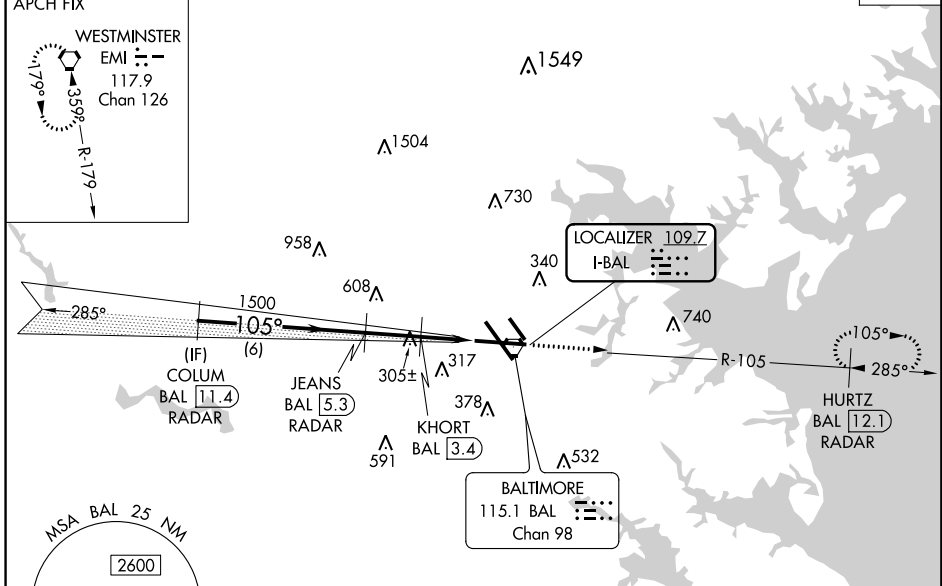 APCH FIX
WESTMINSTER
EMI
117.9
Chan 126
179°
359°
R-179
1549
1504
730
958
LOCALIZER 109.7
I-BAL
340
608
1500
740
285°
105°
(6)
(IF)
COLUM
BAL 11.4
RADAR
JEANS
BAL 5.3
RADAR
305±
317
KHORT
BAL 3.4
378
591
532
R-105
105°
285°
HURTZ
BAL 12.1
RADAR
BALTIMORE
115.1 BAL
Chan 98
MSA BAL 25 NM
2600